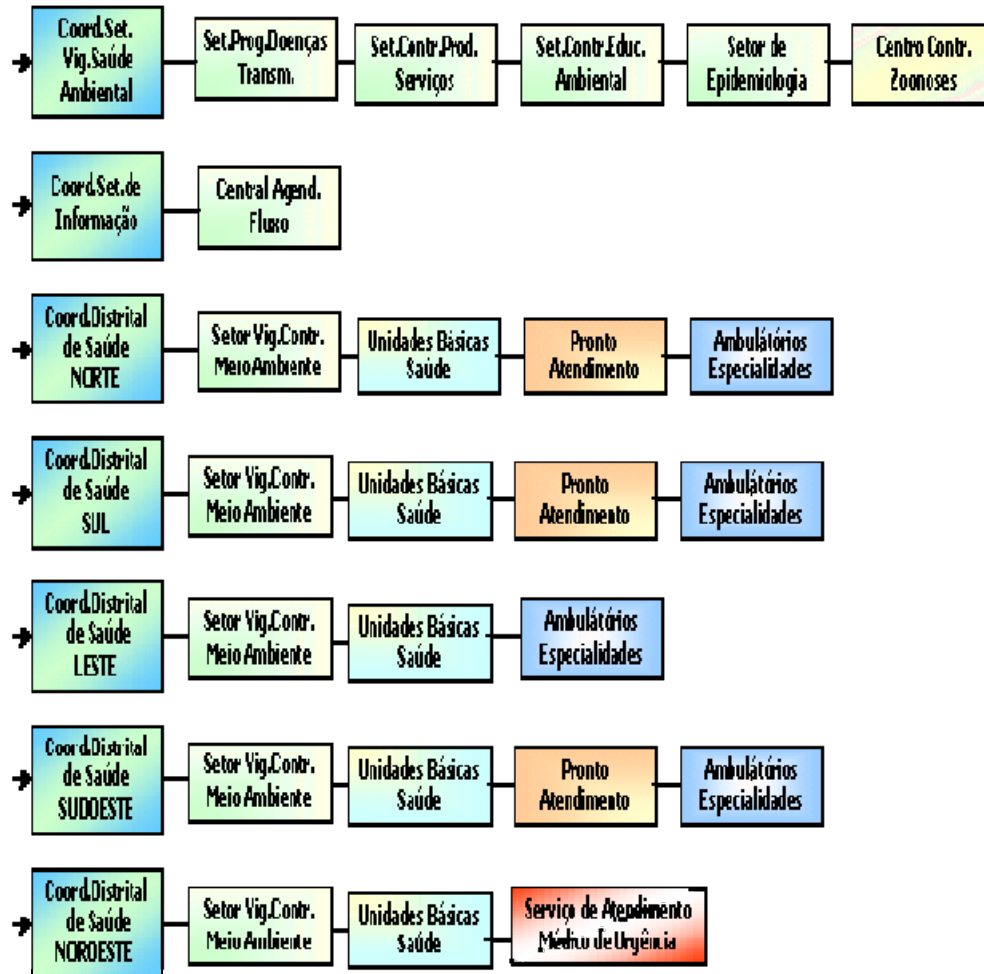 Coord.Set.
Vig.Saúde
Ambiental
Set.Prog.Doenças
Transm.
Set.Contr.Prod.
Serviços
Set.Contr.Educ.
Ambiental
Setor de
Epidemiologia
Centro Contr.
Zoonoses
Coord.Set.de
Informação
Central Agend.
Fluxo
Coord.Distrital
de Saúde
NORTE
Setor Vig.Contr.
Meio Ambiente
Unidades Básicas
Saúde
Pronto
Atendimento
Ambulátórios
Especialidades
Coord.Distrital
de Saúde
SUL
Setor Vig.Contr.
Meio Ambiente
Unidades Básicas
Saúde
Pronto
Atendimento
Ambulátórios
Especialidades
Coord.Distrital
de Saúde
LESTE
Setor Vig.Contr.
Meio Ambiente
Unidades Básicas
Saúde
Ambulátórios
Especialidades
Coord.Distrital
de Saúde
SUDOESTE
Setor Vig.Contr.
Meio Ambiente
Unidades Básicas
Saúde
Pronto
Atendimento
Ambulátórios
Especialidades
Coord.Distrital
de Saúde
NOROESTE
Setor Vig.Contr.
Meio Ambiente
Unidades Básicas
Saúde
Serviço de Atendimento
Médico de Urgência